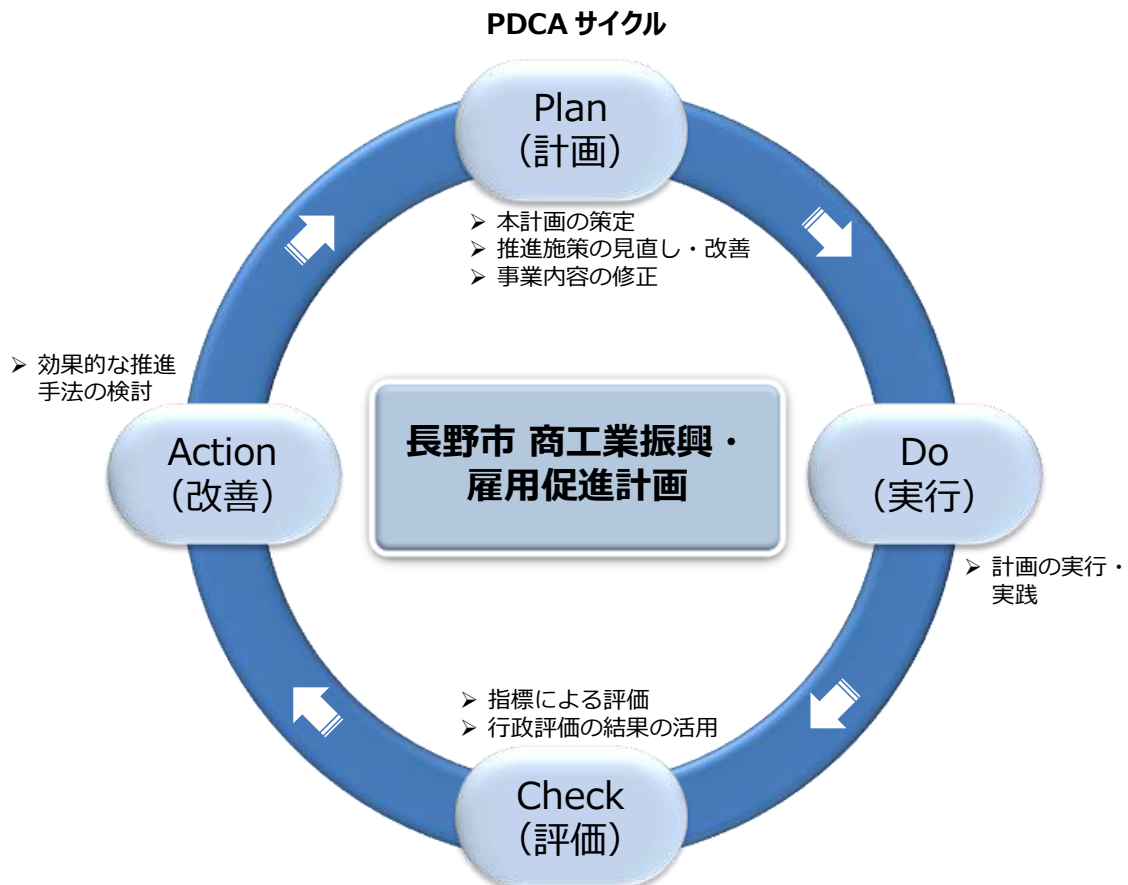 PDCA サイクル
Plan
（計画）
➢ 本計画の策定
➢ 推進施策の見直し・改善
➢ 事業内容の修正
➢ 効果的な推進
手法の検討
Action
（改善）
長野市 商工業振興・
雇用促進計画
Do
（実行）
➢ 計画の実行・
実践
➢ 指標による評価
➢ 行政評価の結果の活用
Check
（評価）